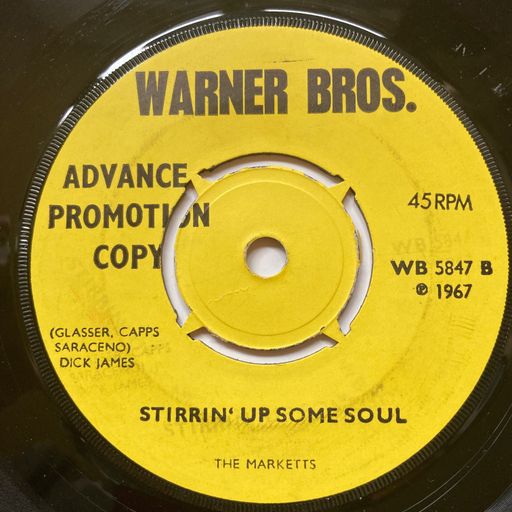 WARNER BROS.
ADVANCE
PROMOTION
COPY
45RPM
WB 5847 B
℗ 1967
(GLASSER, CAPPS
SARACENO)
DICK JAMES
STIRRIN' UP SOME SOUL
THE MARKETTS